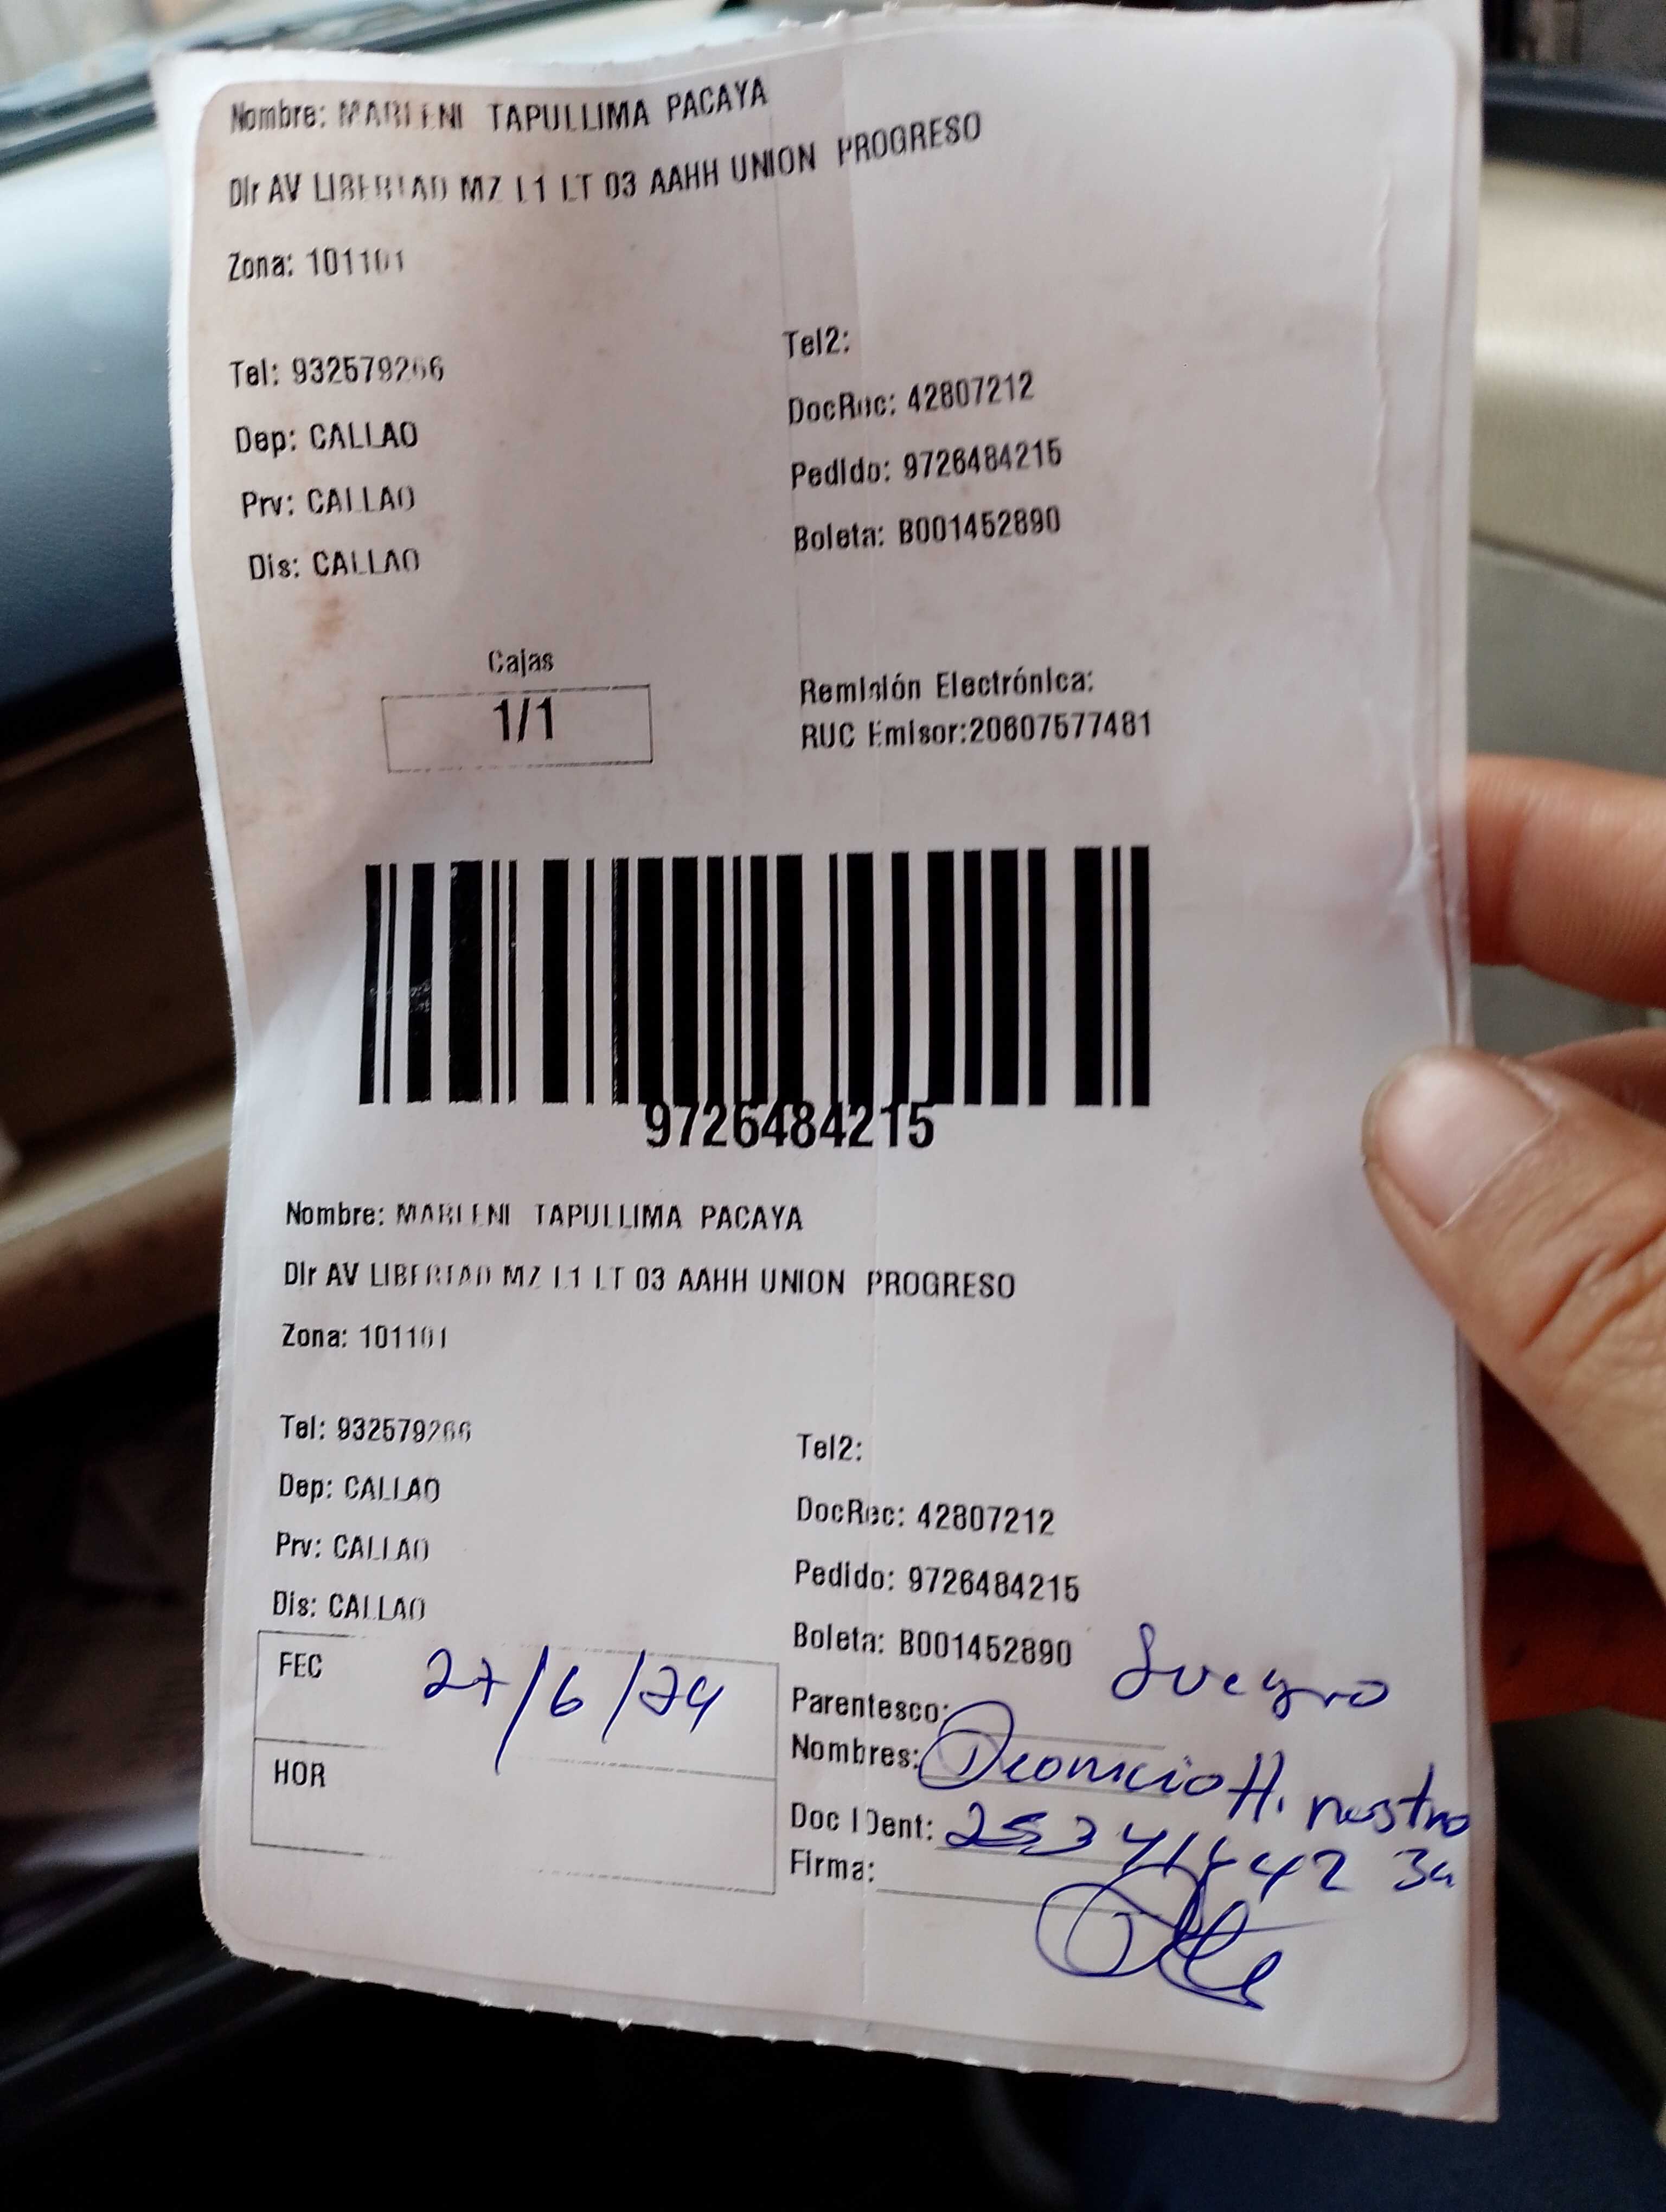 Nombre: MARLENI TAPULLIMA PACAYA
Dir AV LIBERTAD MZ L1 LT 03 AAHH UNION PROGRESO
Zona: 101101
Tel: 932579266
Tel2:
Dep: CALLAO
DocRec: 42807212
Prv: CALLAO
Pedido: 9726484215
Dis: CALLAO
Boleta: B001452890
Cajas
1/1
Remisión Electrónica:
RUC Emisor:20607577481
9726484215
Nombre: MARLENI TAPULLIMA PACAYA
Dir AV LIBERTAD MZ L1 LT 03 AAHH UNION PROGRESO
Zona: 101101
Tel: 932579266
Tel2:
Dep: CALLAO
DocRec: 42807212
Prv: CALLAO
Pedido: 9726484215
Dis: CALLAO
Boleta: B001452890
FEC 27/6/24
Parentesco: Suegro
Nombres: Deonicio H.
HOR
Doc IDent:
Firma: